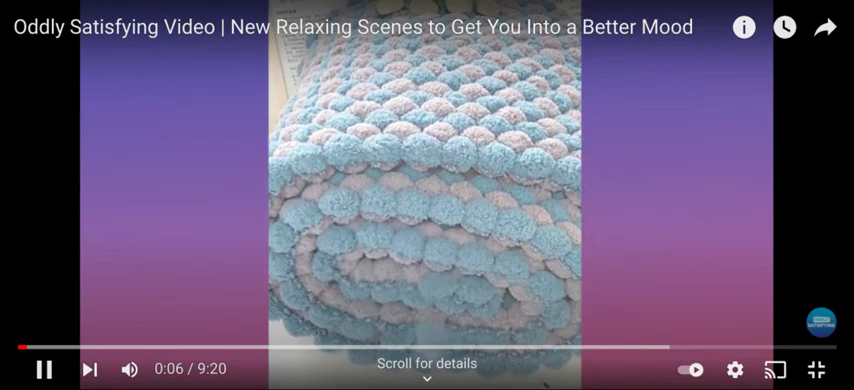 Oddly Satisfying Video | New Relaxing Scenes to Get You Into a Better Mood
SATISFYING
0:06 / 9:20
Scroll for details